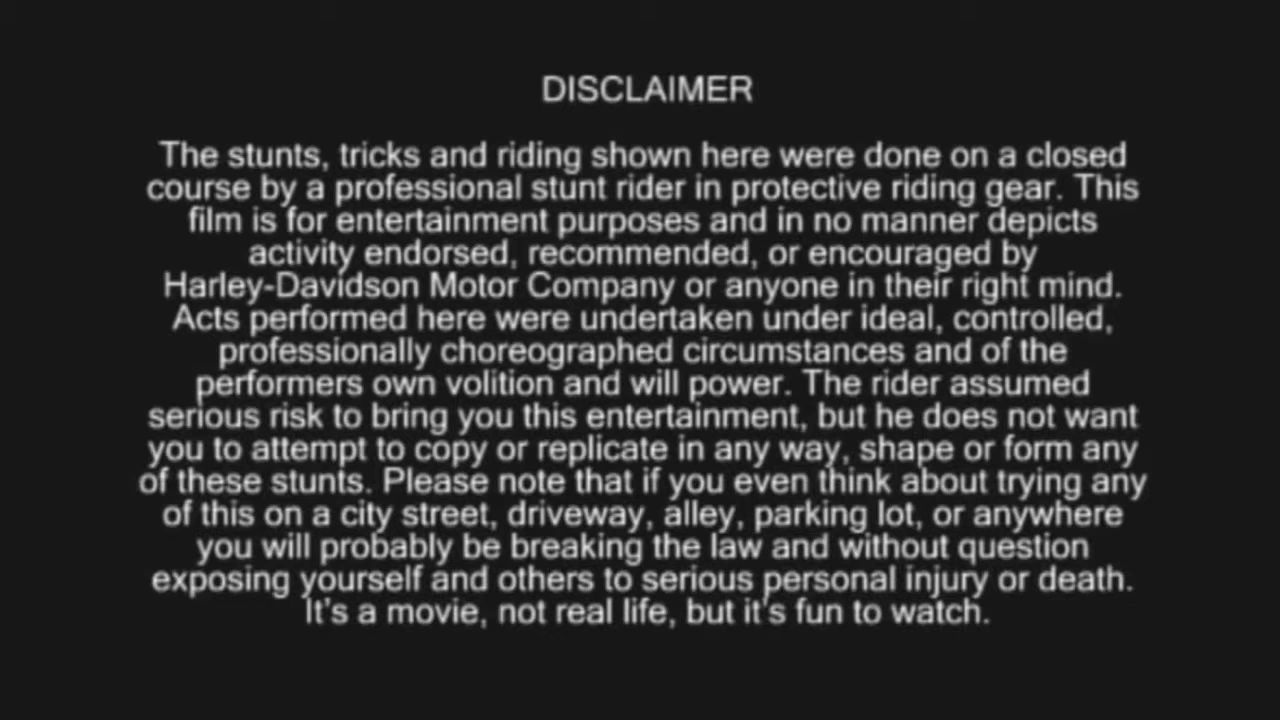 DISCLAIMER
The stunts, tricks and riding shown here were done on a closed
course by a professional stunt rider in protective riding gear. This
film is for entertainment purposes and in no manner depicts
activity endorsed, recommended, or encouraged by
Harley-Davidson Motor Company or anyone in their right mind.
Acts performed here were undertaken under ideal, controlled,
professionally choreographed circumstances and of the
performers own volition and will power. The rider assumed
serious risk to bring you this entertainment, but he does not want
you to attempt to copy or replicate in any way, shape or form any
of these stunts. Please note that if you even think about trying any
of this on a city street, driveway, alley, parking lot, or anywhere
you will probably be breaking the law and without question
exposing yourself and others to serious personal injury or death.
It's a movie, not real life, but it's fun to watch.